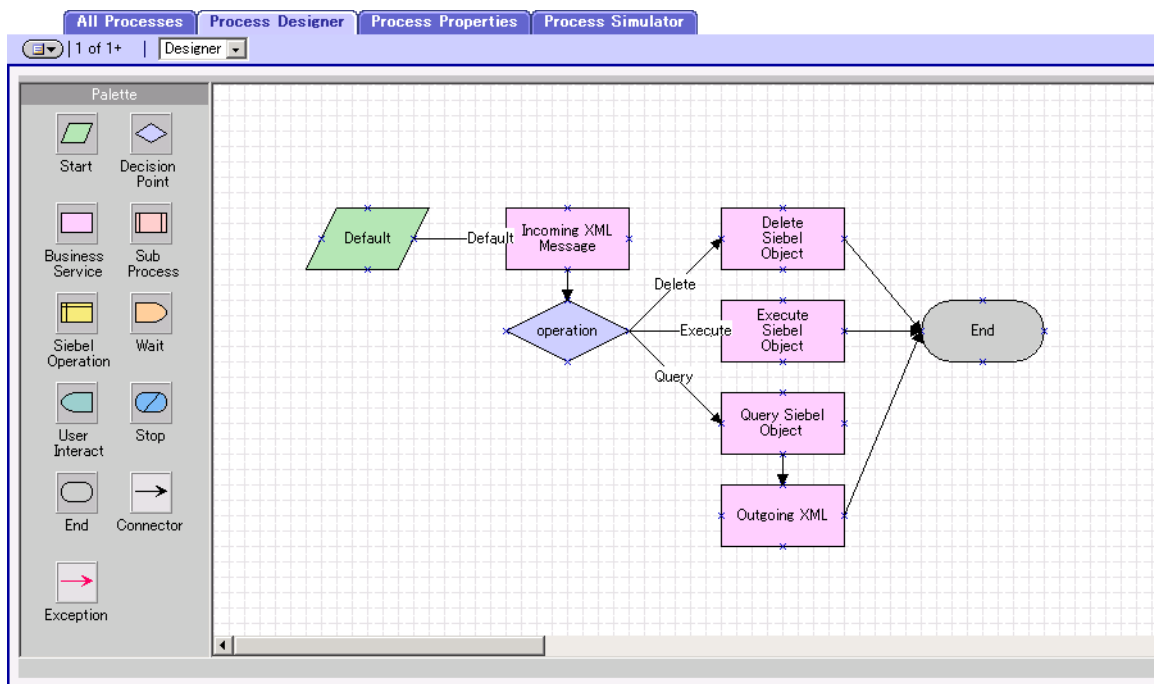 All Processes
Process Designer
Process Properties
Process Simulator
1 of 1+
Designer
Palette
Start
Decision
Point
Business
Service
Sub
Process
Siebel
Operation
Wait
User
Interact
Stop
End
Connector
Exception
Default
Default
Incoming XML
Message
operation
Delete
Execute
Query
Delete
Siebel
Object
Execute
Siebel
Object
Query Siebel
Object
Outgoing XML
End